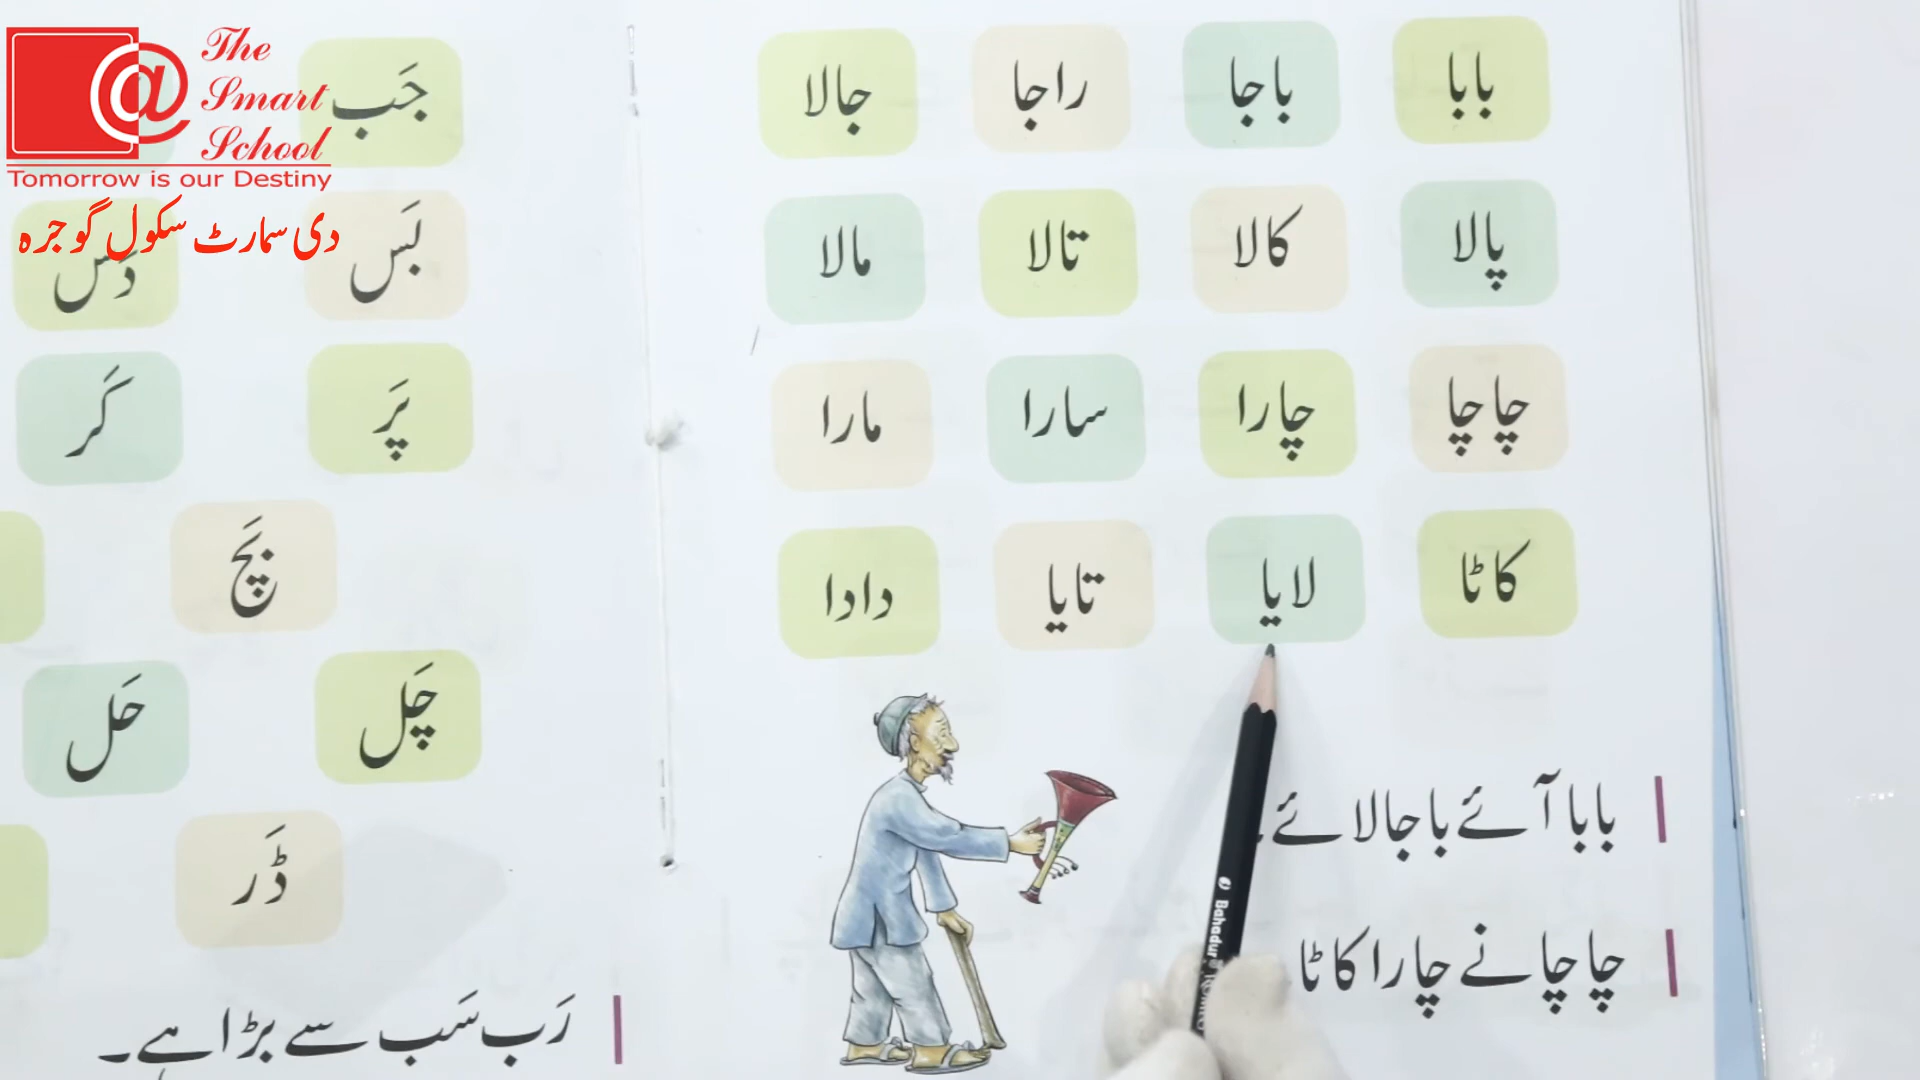 The
Smart
School
Tomorrow is our Destiny
دی سمارٹ سکول گوجرہ
بابا باجا راجا جالا
پالا کالا تالا مالا
چاچا چارا سارا مارا
کاٹا لایا تایا دادا
بابا آئے باجا لائے۔
چاچا نے چارا کاٹا
جَب
بَس دَس
پَر کَر
بَچ
چَل حَل
ڈَر
رَب سَب سے بڑا ہے۔
Bahadur